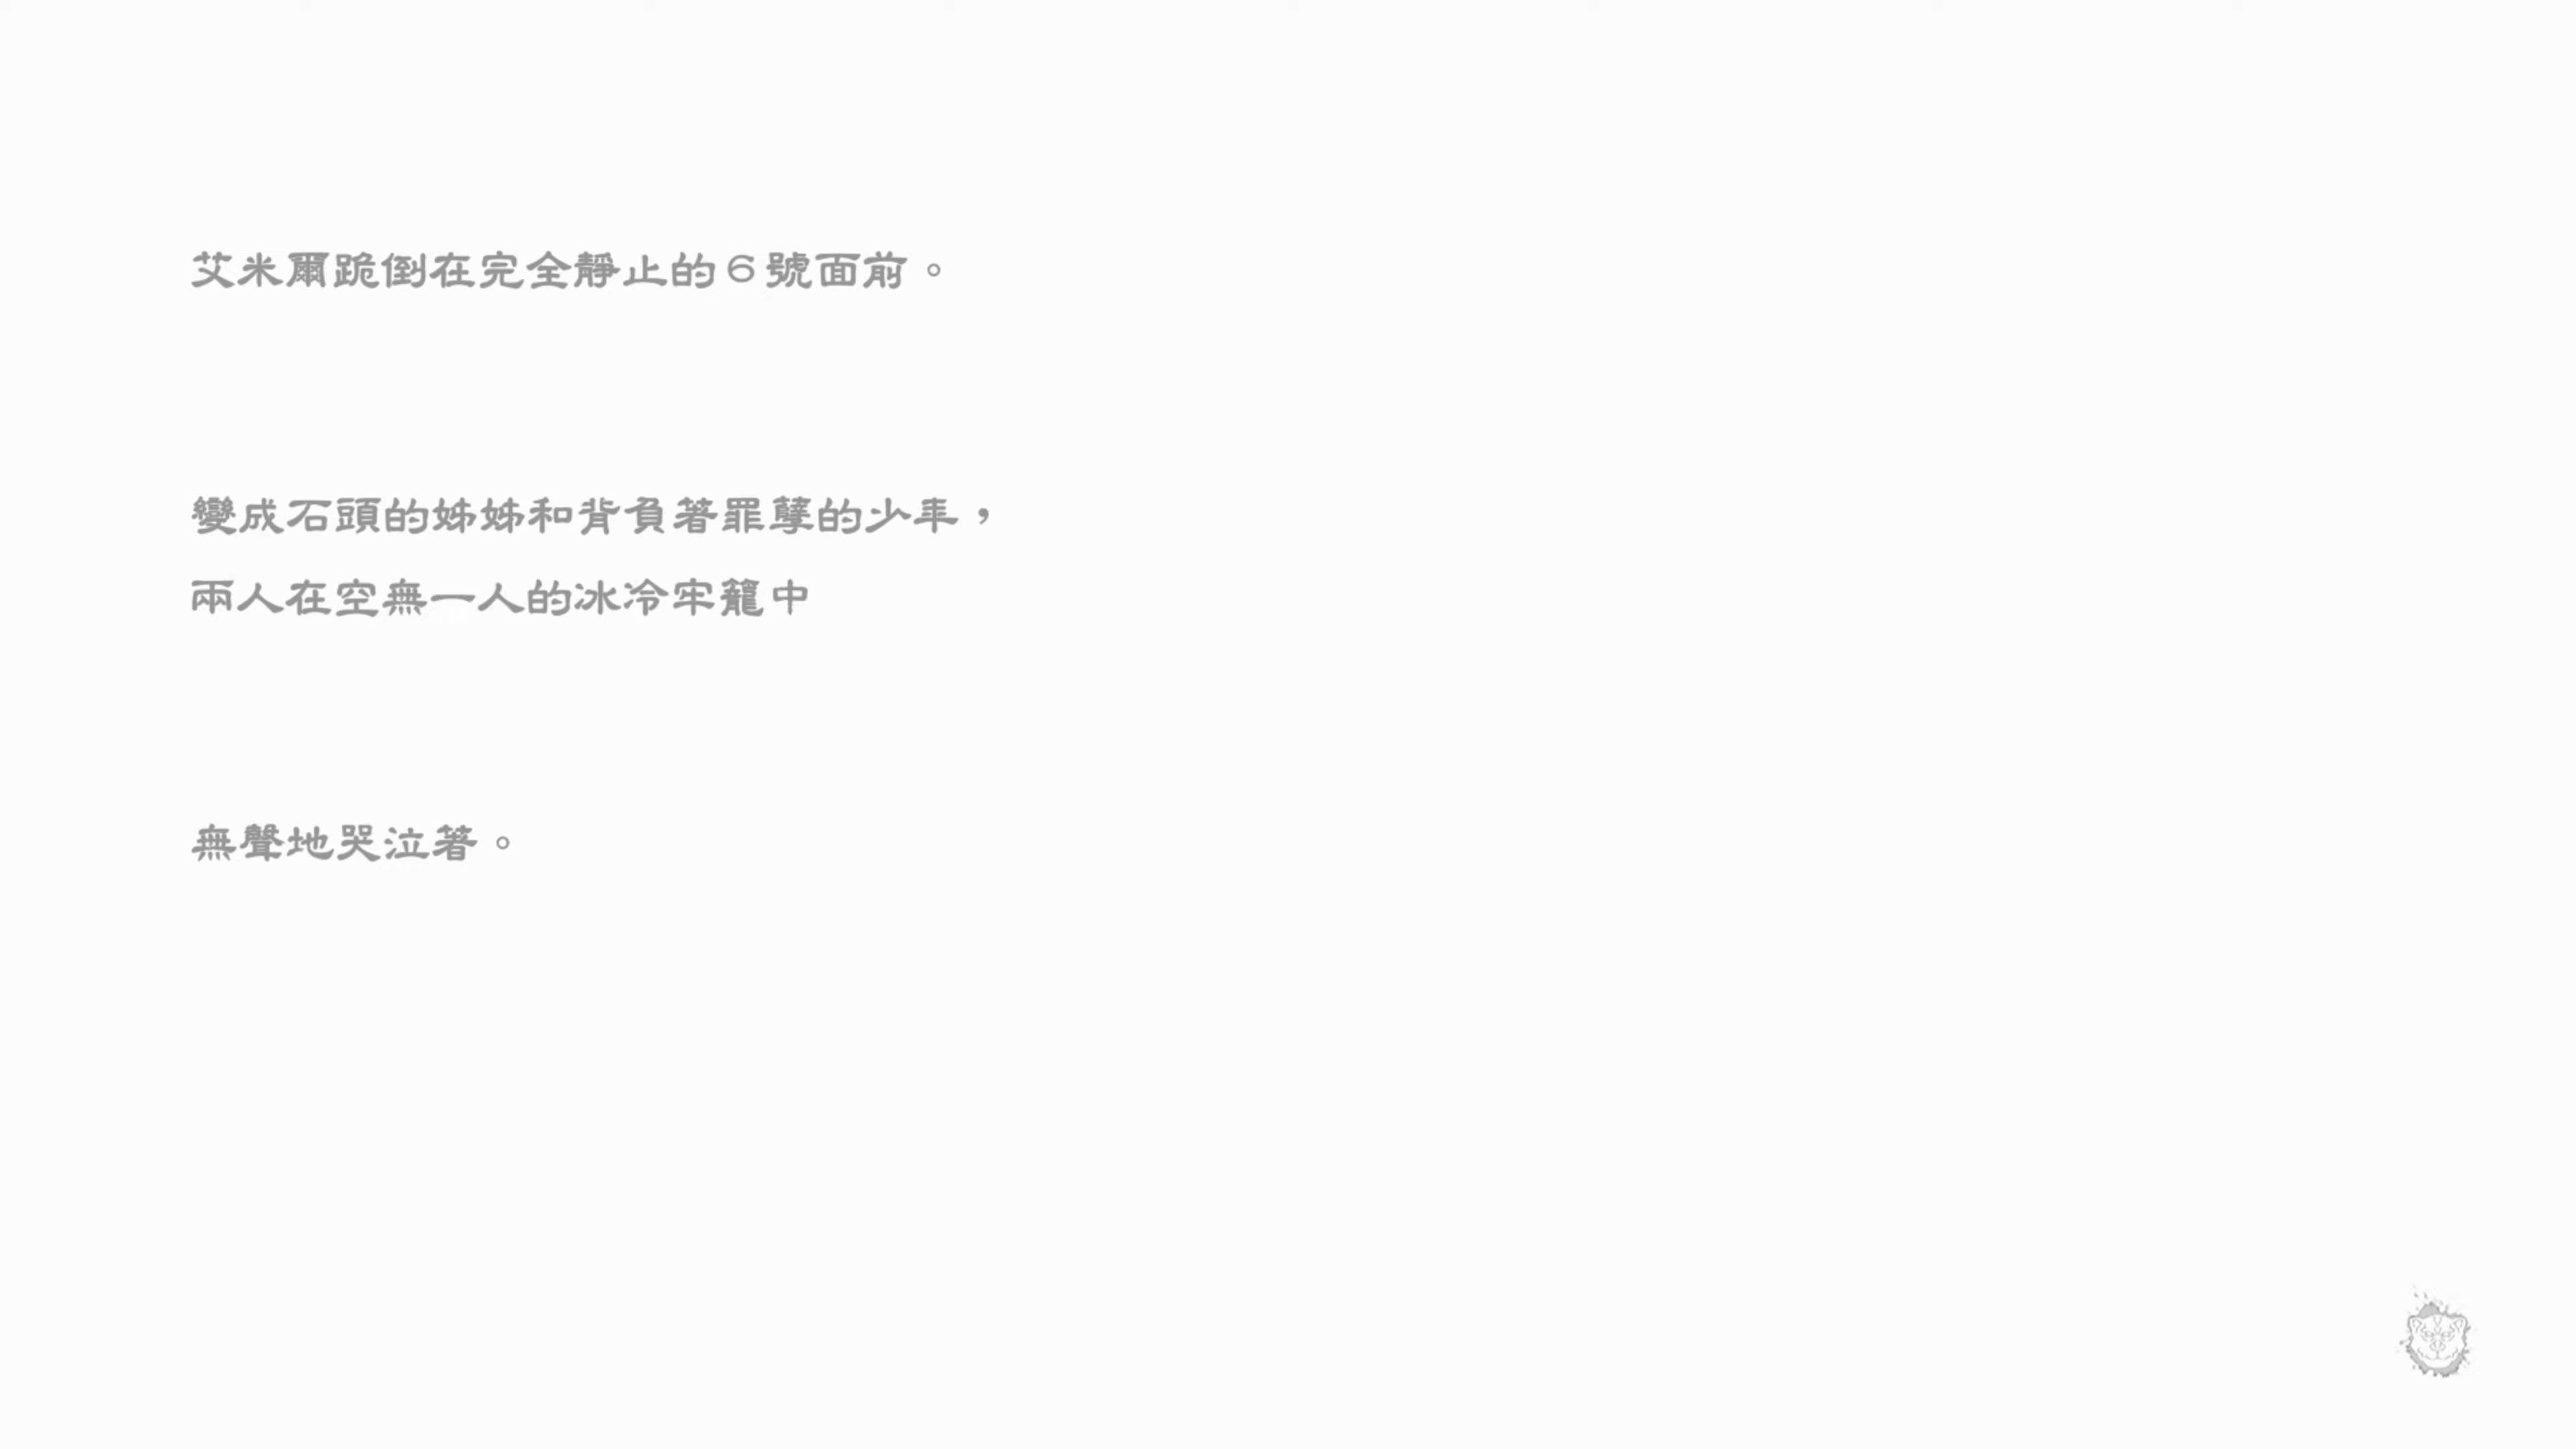 艾米爾跪倒在完全靜止的６號面前。
變成石頭的姊姊和背負著罪孽的少年，
兩人在空無一人的冰冷牢籠中
無聲地哭泣著。